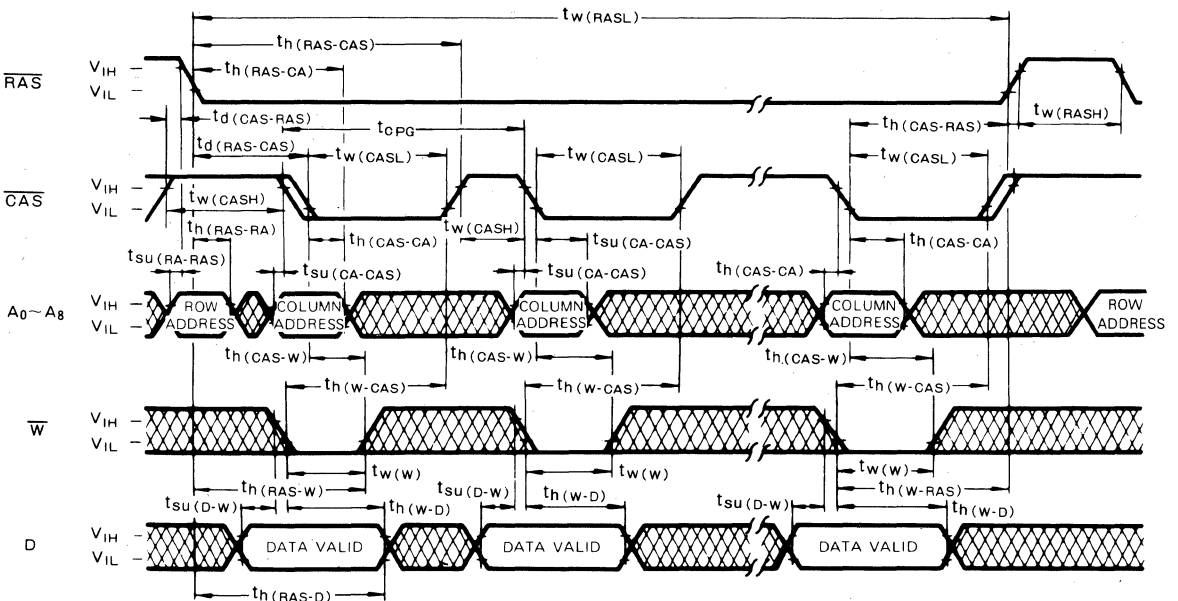 tw(RASL)
th(RAS-CAS)
th(RAS-CA)
RAS
VIH
VIL
td(CAS-RAS)
tCPG
th(CAS-RAS)
tw(RASH)
td(RAS-CAS)
tw(CASL)
tw(CASL)
tw(CASL)
CAS
VIH
VIL
tw(CASH)
th(RAS-RA)
th(CAS-CA)
tw(CASH)
tsu(CA-CAS)
th(CAS-CA)
tsu(RA-RAS)
tsu(CA-CAS)
tsu(CA-CAS)
th(CAS-CA)
A0~A8
VIH
VIL
ROW ADDRESS
COLUMN ADDRESS
COLUMN ADDRESS
COLUMN ADDRESS
ROW ADDRESS
th(CAS-W)
th(CAS-W)
th(CAS-W)
th(W-CAS)
th(W-CAS)
th(W-CAS)
W
VIH
VIL
tw(W)
tw(W)
tw(W)
th(RAS-W)
th(W-RAS)
tsu(D-W)
th(W-D)
tsu(D-W)
th(W-D)
tsu(D-W)
th(W-D)
D
VIH
VIL
DATA VALID
DATA VALID
DATA VALID
th(RAS-D)